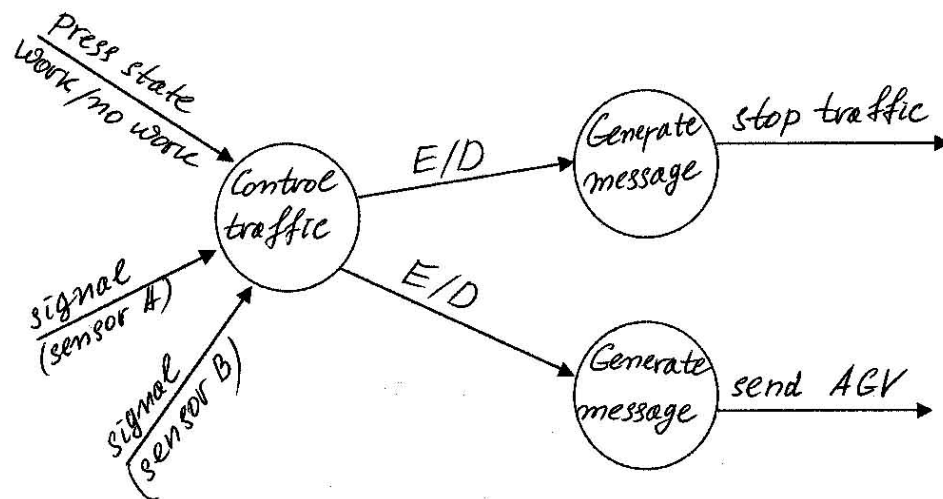 press state
work/no work
Control
traffic
signal
(sensor A)
signal
(sensor B)
E/D
E/D
Generate
message
stop traffic
Generate
message
send AGV